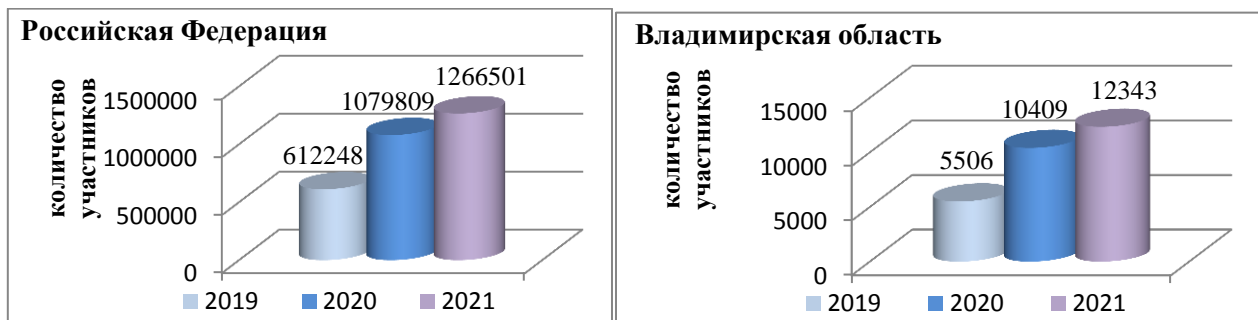 Российская Федерация
количество
участников
1500000
1000000
500000
0
612248
1079809
1266501
2019 2020 2021
Владимирская область
количество
участников
15000
10000
5000
0
5506
10409
12343
2019 2020 2021